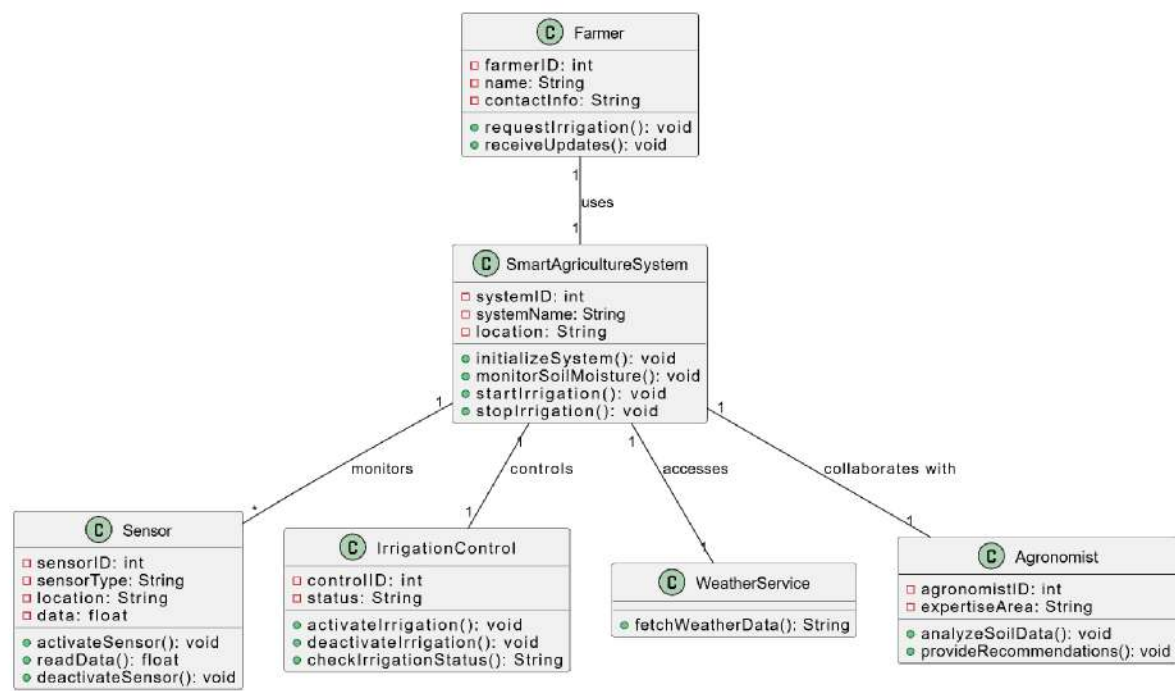 C Farmer
farmerID: int
name: String
contactInfo: String
requestIrrigation(): void
receiveUpdates(): void
1
uses
1
C SmartAgricultureSystem
systemID: int
systemName: String
location: String
initializeSystem(): void
monitorSoilMoisture(): void
startIrrigation(): void
stopIrrigation(): void
1 1 1 1
monitors controls accesses collaborates with
* 1 1 1
C Sensor
sensorID: int
sensorType: String
location: String
data: float
activateSensor(): void
readData(): float
deactivateSensor(): void
C IrrigationControl
controlID: int
status: String
activateIrrigation(): void
deactivateIrrigation(): void
checkIrrigationStatus(): String
C WeatherService
fetchWeatherData(): String
C Agronomist
agronomistID: int
expertiseArea: String
analyzeSoilData(): void
provideRecommendations(): void